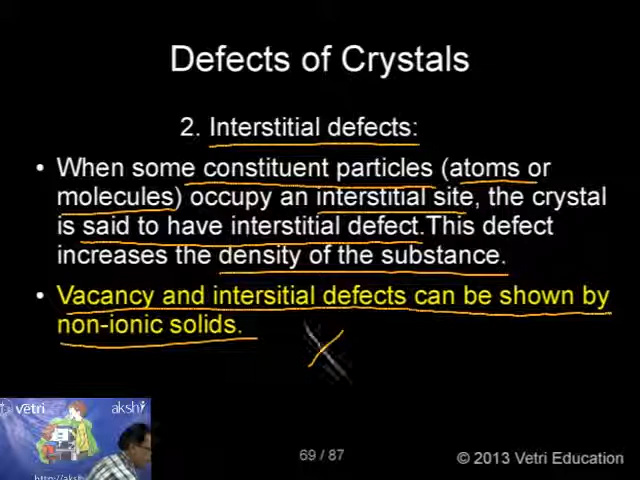 Defects of Crystals
2. Interstitial defects:
• When some constituent particles (atoms or
molecules) occupy an interstitial site, the crystal
is said to have interstitial defect.This defect
increases the density of the substance.
• Vacancy and intersitial defects can be shown by
non-ionic solids.
vetri
akshi
http://aksh
69 / 87
© 2013 Vetri Education